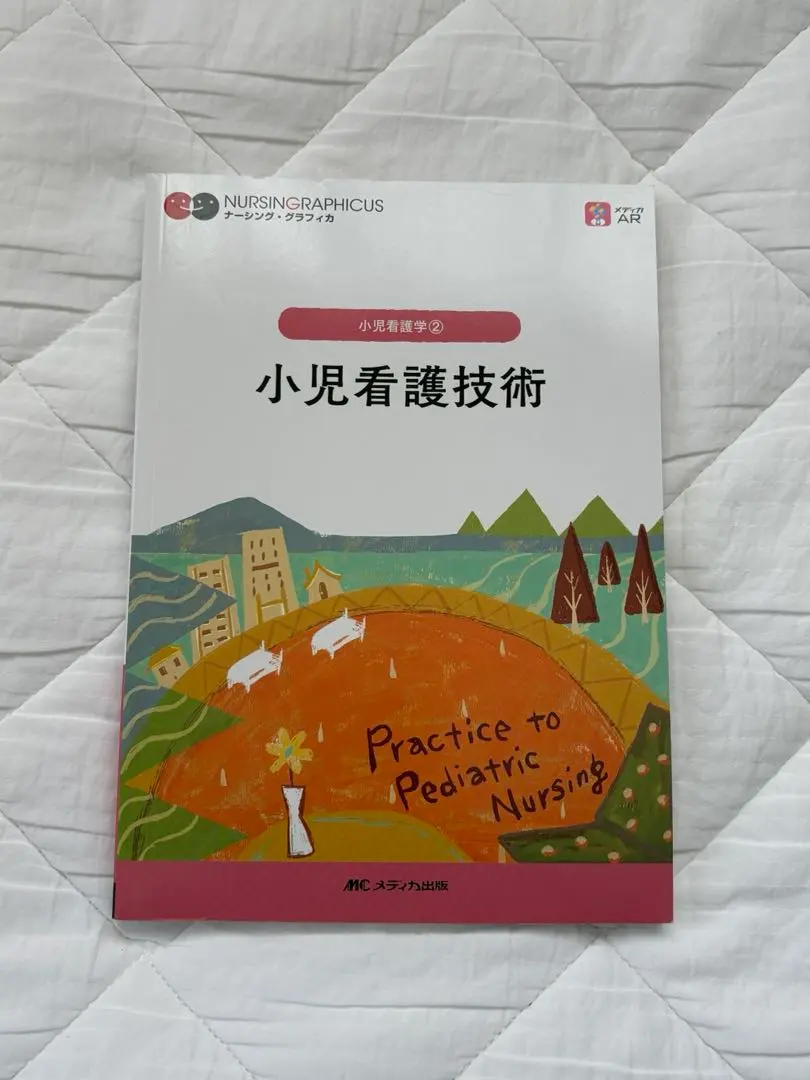 NURSINGRAPHICUS
ナーシング・グラフィカ
メディカ
AR
小児看護学②
小児看護技術
Practice to
Pediatric
Nursing
MC メディカ出版